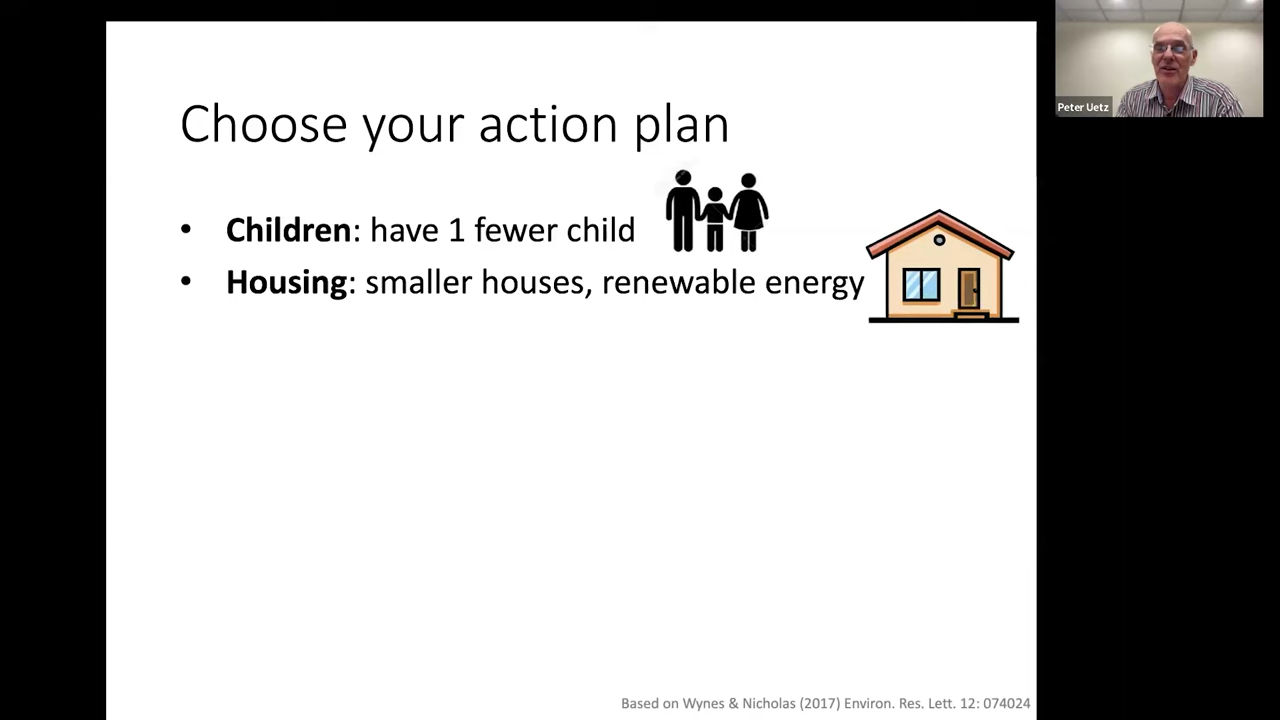 Choose your action plan
• Children: have 1 fewer child
• Housing: smaller houses, renewable energy
Based on Wynes & Nicholas (2017) Environ. Res. Lett. 12: 074024
Peter Uetz